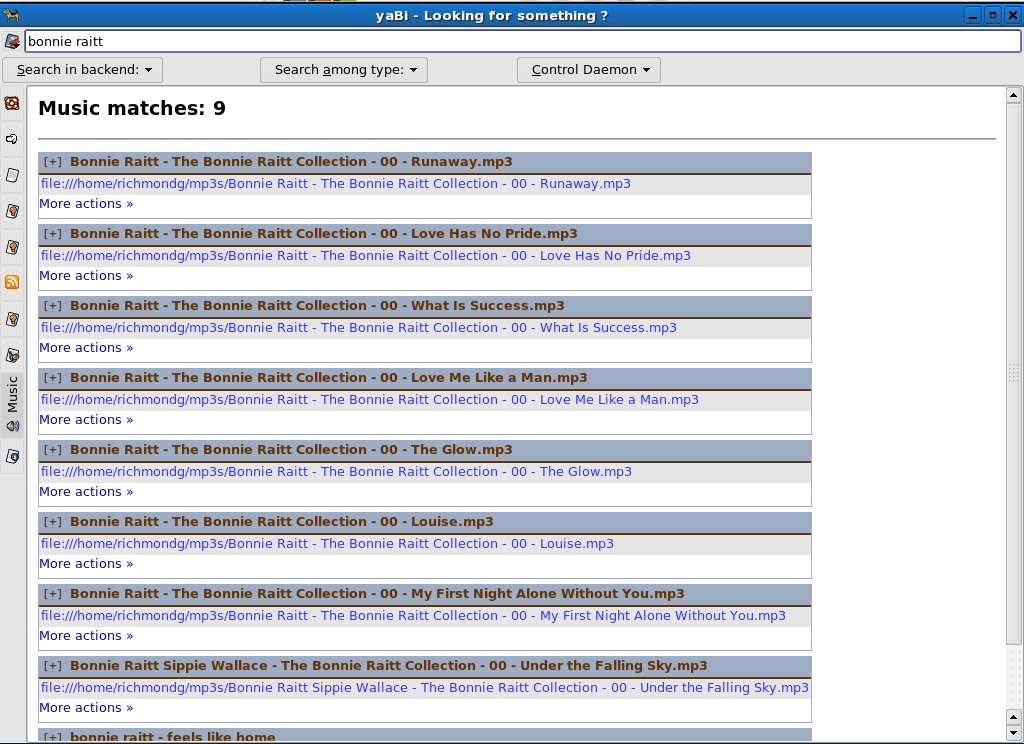 yaBi - Looking for something ?
bonnie raitt
Search in backend:
Search among type:
Control Daemon
Music matches: 9
[+] Bonnie Raitt - The Bonnie Raitt Collection - 00 - Runaway.mp3
file:///home/richmondg/mp3s/Bonnie Raitt - The Bonnie Raitt Collection - 00 - Runaway.mp3
More actions »
[+] Bonnie Raitt - The Bonnie Raitt Collection - 00 - Love Has No Pride.mp3
file:///home/richmondg/mp3s/Bonnie Raitt - The Bonnie Raitt Collection - 00 - Love Has No Pride.mp3
More actions »
[+] Bonnie Raitt - The Bonnie Raitt Collection - 00 - What Is Success.mp3
file:///home/richmondg/mp3s/Bonnie Raitt - The Bonnie Raitt Collection - 00 - What Is Success.mp3
More actions »
[+] Bonnie Raitt - The Bonnie Raitt Collection - 00 - Love Me Like a Man.mp3
file:///home/richmondg/mp3s/Bonnie Raitt - The Bonnie Raitt Collection - 00 - Love Me Like a Man.mp3
More actions »
Music
[+] Bonnie Raitt - The Bonnie Raitt Collection - 00 - The Glow.mp3
file:///home/richmondg/mp3s/Bonnie Raitt - The Bonnie Raitt Collection - 00 - The Glow.mp3
More actions »
[+] Bonnie Raitt - The Bonnie Raitt Collection - 00 - Louise.mp3
file:///home/richmondg/mp3s/Bonnie Raitt - The Bonnie Raitt Collection - 00 - Louise.mp3
More actions »
[+] Bonnie Raitt - The Bonnie Raitt Collection - 00 - My First Night Alone Without You.mp3
file:///home/richmondg/mp3s/Bonnie Raitt - The Bonnie Raitt Collection - 00 - My First Night Alone Without You.mp3
More actions »
[+] Bonnie Raitt Sippie Wallace - The Bonnie Raitt Collection - 00 - Under the Falling Sky.mp3
file:///home/richmondg/mp3s/Bonnie Raitt Sippie Wallace - The Bonnie Raitt Collection - 00 - Under the Falling Sky.mp3
More actions »
[+] bonnie raitt - feels like home